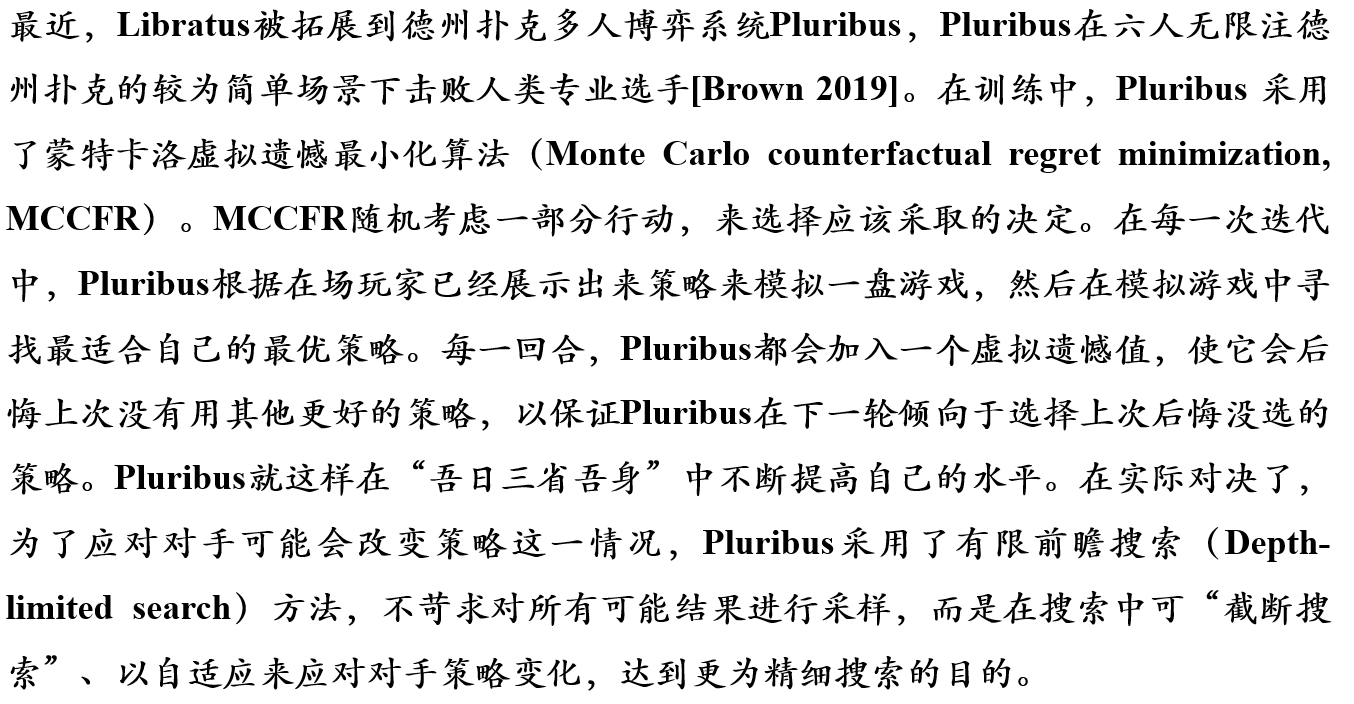 最近，Libratus被拓展到德州扑克多人博弈系统Pluribus，Pluribus在六人无限注德
州扑克的较为简单场景下击败人类专业选手[Brown 2019]。在训练中，Pluribus 采用
了蒙特卡洛虚拟遗憾最小化算法（Monte Carlo counterfactual regret minimization,
MCCFR）。MCCFR随机考虑一部分行动，来选择应该采取的决定。在每一次迭代
中，Pluribus根据在场玩家已经展示出来策略来模拟一盘游戏，然后在模拟游戏中寻
找最适合自己的最优策略。每一回合，Pluribus都会加入一个虚拟遗憾值，使它会后
悔上次没有用其他更好的策略，以保证Pluribus在下一轮倾向于选择上次后悔没选的
策略。Pluribus就这样在“吾日三省吾身”中不断提高自己的水平。在实际对决了，
为了应对对手可能会改变策略这一情况，Pluribus采用了有限前瞻搜索（Depth-
limited search）方法，不苛求对所有可能结果进行采样，而是在搜索中可“截断搜
索”、以自适应来应对对手策略变化，达到更为精细搜索的目的。